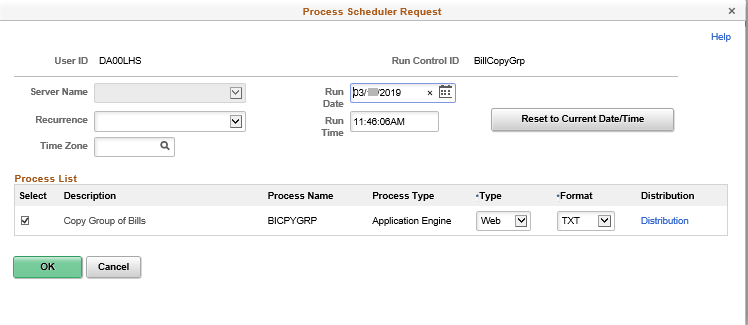 Process Scheduler Request ×
Help
User ID DA00LHS Run Control ID BillCopyGrp
Server Name Run Date 03/ /2019 ×
Recurrence Run Time 11:46:06AM Reset to Current Date/Time
Time Zone
Process List
Select Description Process Name Process Type *Type *Format Distribution
Copy Group of Bills BICPYGRP Application Engine Web TXT Distribution
OK Cancel